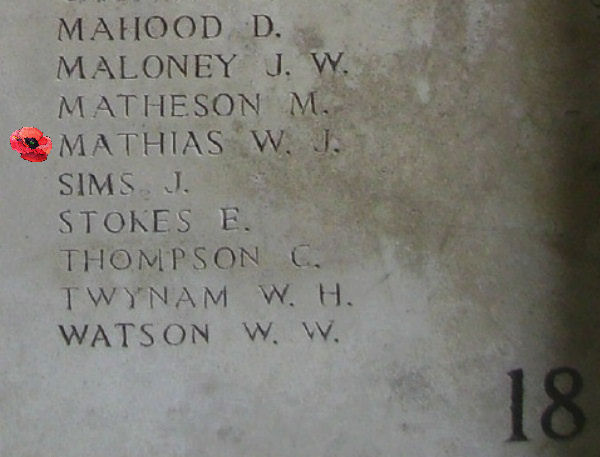 MAHOOD D.
MALONEY J. W.
MATHESON M.
MATHIAS W. J.
SIMS J.
STOKES E.
THOMPSON C.
TWYNAM W. H.
WATSON W. W.
18